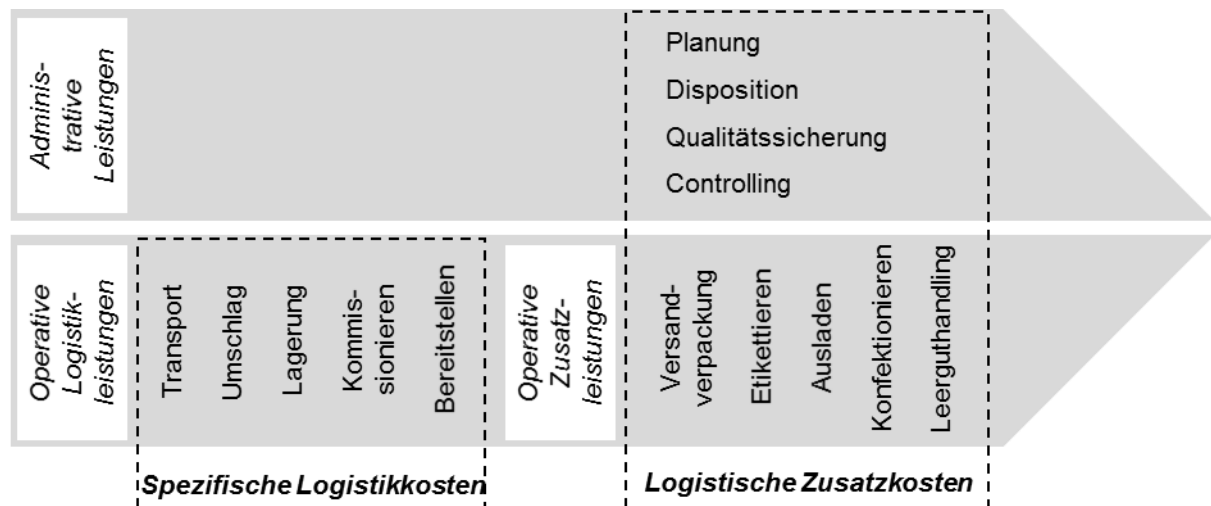 Adminis-
trative
Leistungen
Planung
Disposition
Qualitätssicherung
Controlling
Operative
Logistik-
leistungen
Transport
Umschlag
Lagerung
Kommis-
sionieren
Bereitstellen
Operative
Zusatz-
leistungen
Versand-
verpackung
Etikettieren
Ausladen
Konfektionieren
Leerguthandling
Spezifische Logistikkosten
Logistische Zusatzkosten